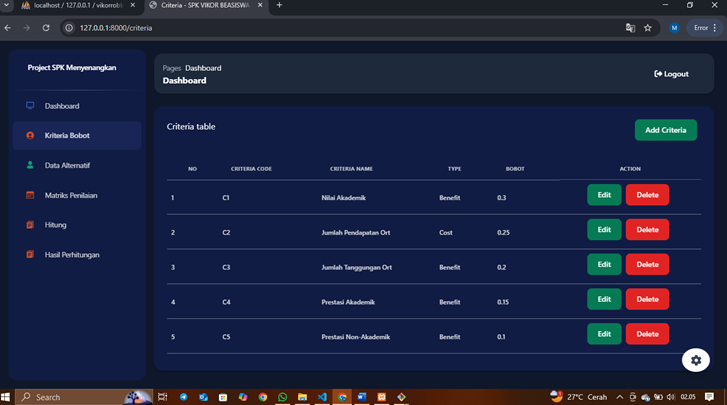 localhost / 127.0.0.1 / vikorrobl
Criteria - SPK VIKOR BEASISWA
127.0.0.1:8000/criteria
M
Error
Project SPK Menyenangkan
Dashboard
Kriteria Bobot
Data Alternatif
Matriks Penilaian
Hitung
Hasil Perhitungan
Pages Dashboard
Dashboard
Logout
Criteria table
Add Criteria
NO CRITERIA CODE CRITERIA NAME TYPE BOBOT ACTION
1 C1 Nilai Akademik Benefit 0.3 Edit Delete
2 C2 Jumlah Pendapatan Ort Cost 0.25 Edit Delete
3 C3 Jumlah Tanggungan Ort Benefit 0.2 Edit Delete
4 C4 Prestasi Akademik Benefit 0.15 Edit Delete
5 C5 Prestasi Non-Akademik Benefit 0.1 Edit Delete
Search
27°C Cerah
02.05